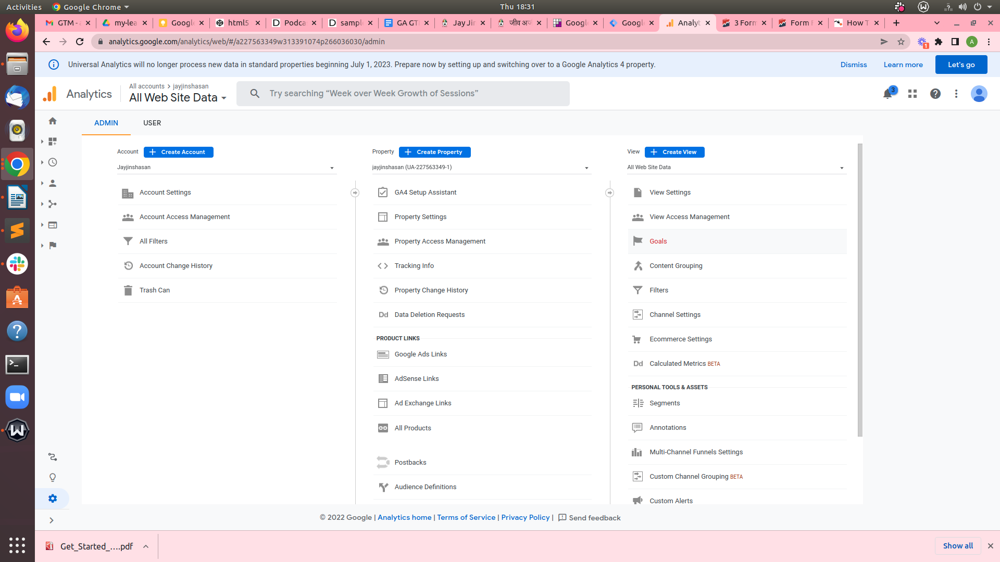 Activities Google Chrome Thu 18:31
GTM - my-lea Googl html5 Podca sampl GA GT Jay Jir जीव अज Googl Googl Analyt 3 Form Form How T
analytics.google.com/analytics/web/#/a227563349w313391074p266036030/admin 1 A
Universal Analytics will no longer process new data in standard properties beginning July 1, 2023. Prepare now by setting up and switching over to a Google Analytics 4 property. Dismiss Learn more Let's go
All accounts > jayjinshasan
Analytics All Web Site Data Try searching “Week over Week Growth of Sessions” 3
ADMIN USER
Account Create Account Property Create Property View Create View
Jayjinshasan jayjinshasan (UA-227563349-1) All Web Site Data
Account Settings GA4 Setup Assistant View Settings
Account Access Management Property Settings View Access Management
All Filters Property Access Management Goals
Account Change History Tracking Info Content Grouping
Trash Can Property Change History Filters
Dd Data Deletion Requests Channel Settings
PRODUCT LINKS Ecommerce Settings
Google Ads Links Dd Calculated Metrics BETA
AdSense Links PERSONAL TOOLS & ASSETS
Ad Exchange Links Segments
All Products Annotations
Multi-Channel Funnels Settings
Postbacks Custom Channel Grouping BETA
Audience Definitions Custom Alerts
© 2022 Google | Analytics home | Terms of Service | Privacy Policy | Send feedback
Get_Started_....pdf Show all